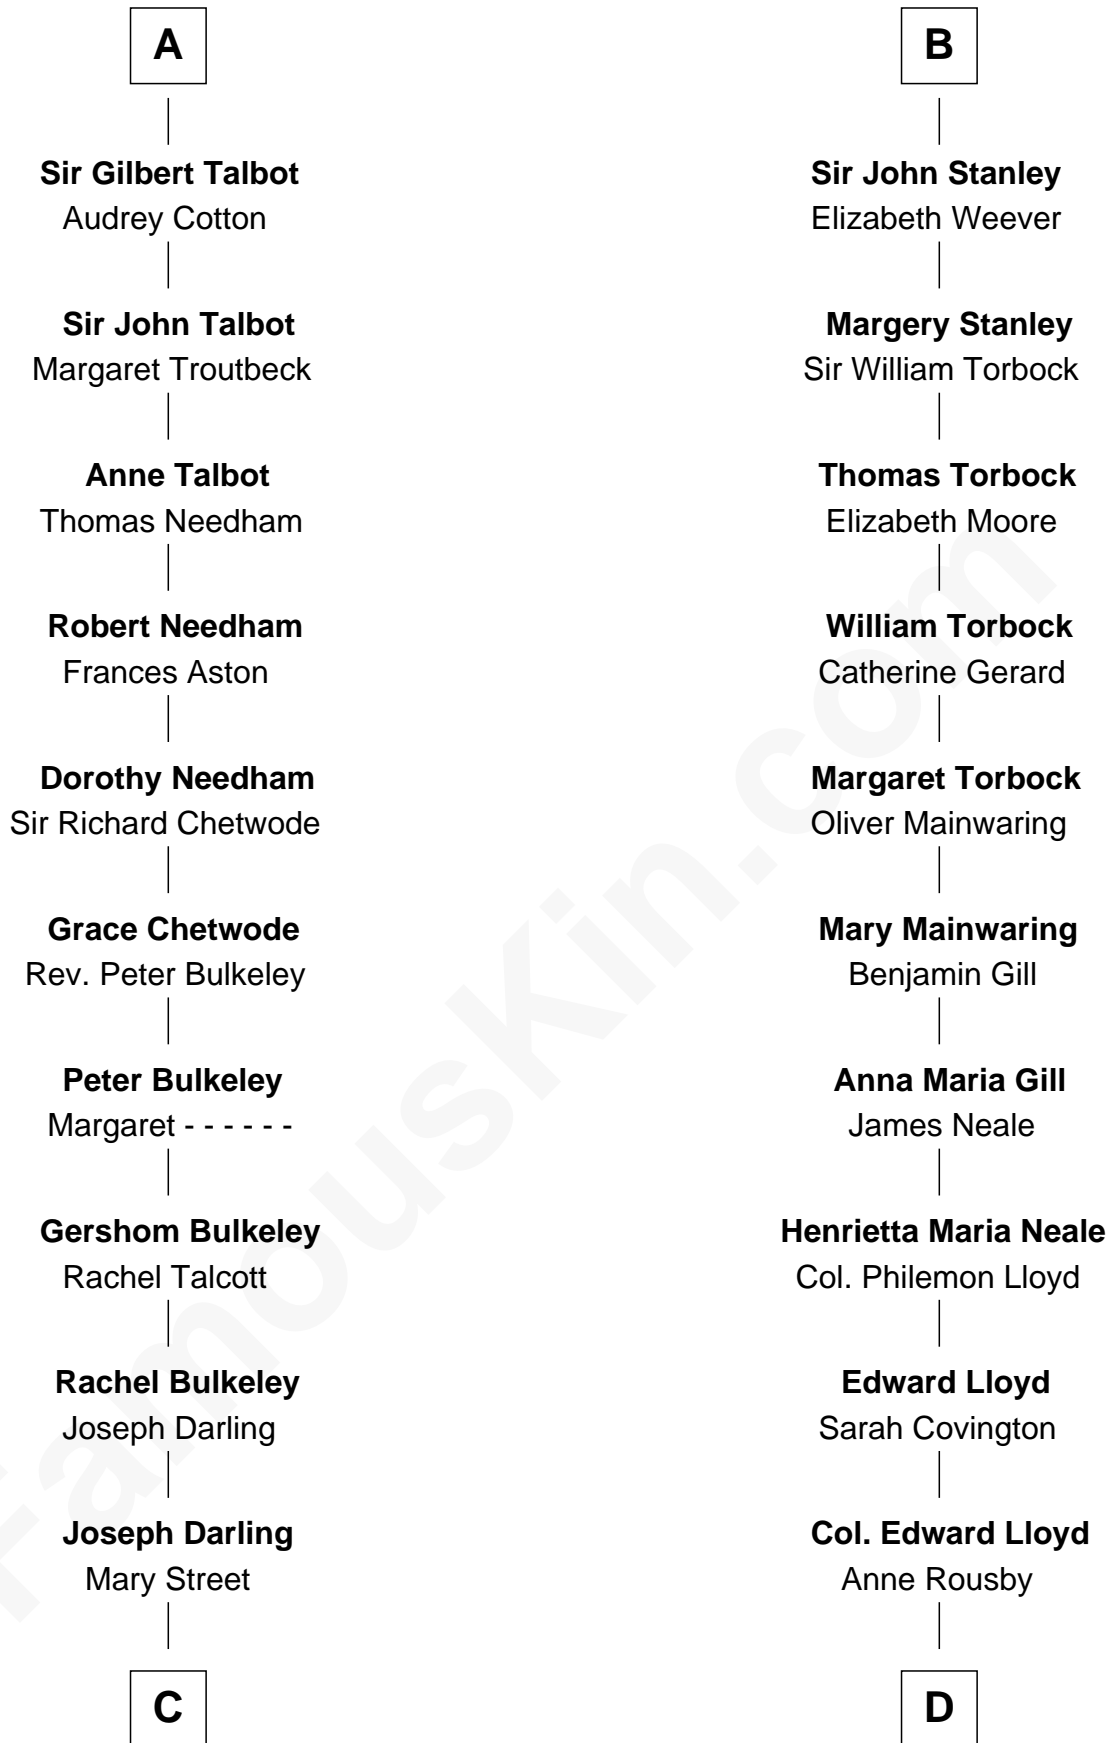 A
Sir Gilbert Talbot
Audrey Cotton
Sir John Talbot
Margaret Troutbeck
Anne Talbot
Thomas Needham
Robert Needham
Frances Aston
Dorothy Needham
Sir Richard Chetwode
Grace Chetwode
Rev. Peter Bulkeley
Peter Bulkeley
Margaret - - - - - -
Gershom Bulkeley
Rachel Talcott
Rachel Bulkeley
Joseph Darling
Joseph Darling
Mary Street
C
B
Sir John Stanley
Elizabeth Weever
Margery Stanley
Sir William Torbock
Thomas Torbock
Elizabeth Moore
William Torbock
Catherine Gerard
Margaret Torbock
Oliver Mainwaring
Mary Mainwaring
Benjamin Gill
Anna Maria Gill
James Neale
Henrietta Maria Neale
Col. Philemon Lloyd
Edward Lloyd
Sarah Covington
Col. Edward Lloyd
Anne Rousby
D
FamousKin.com